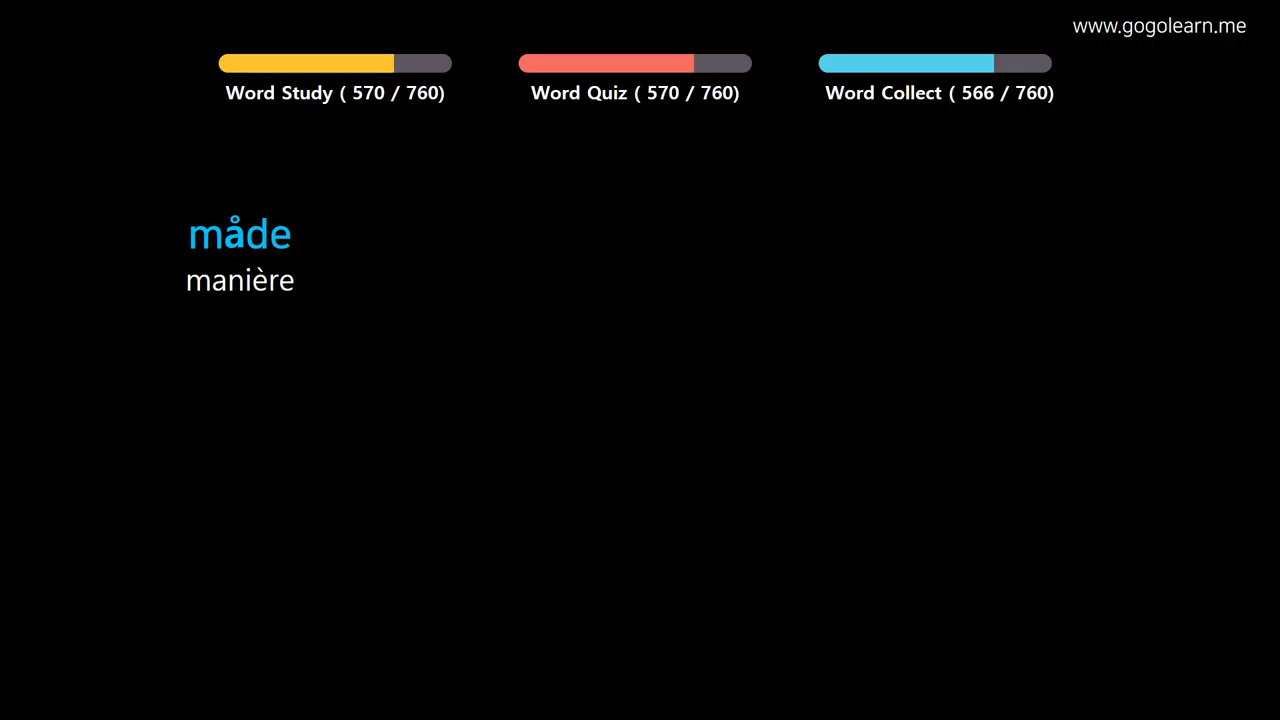 www.gogolearn.me
Word Study ( 570 / 760)
Word Quiz ( 570 / 760)
Word Collect ( 566 / 760)
måde
manière